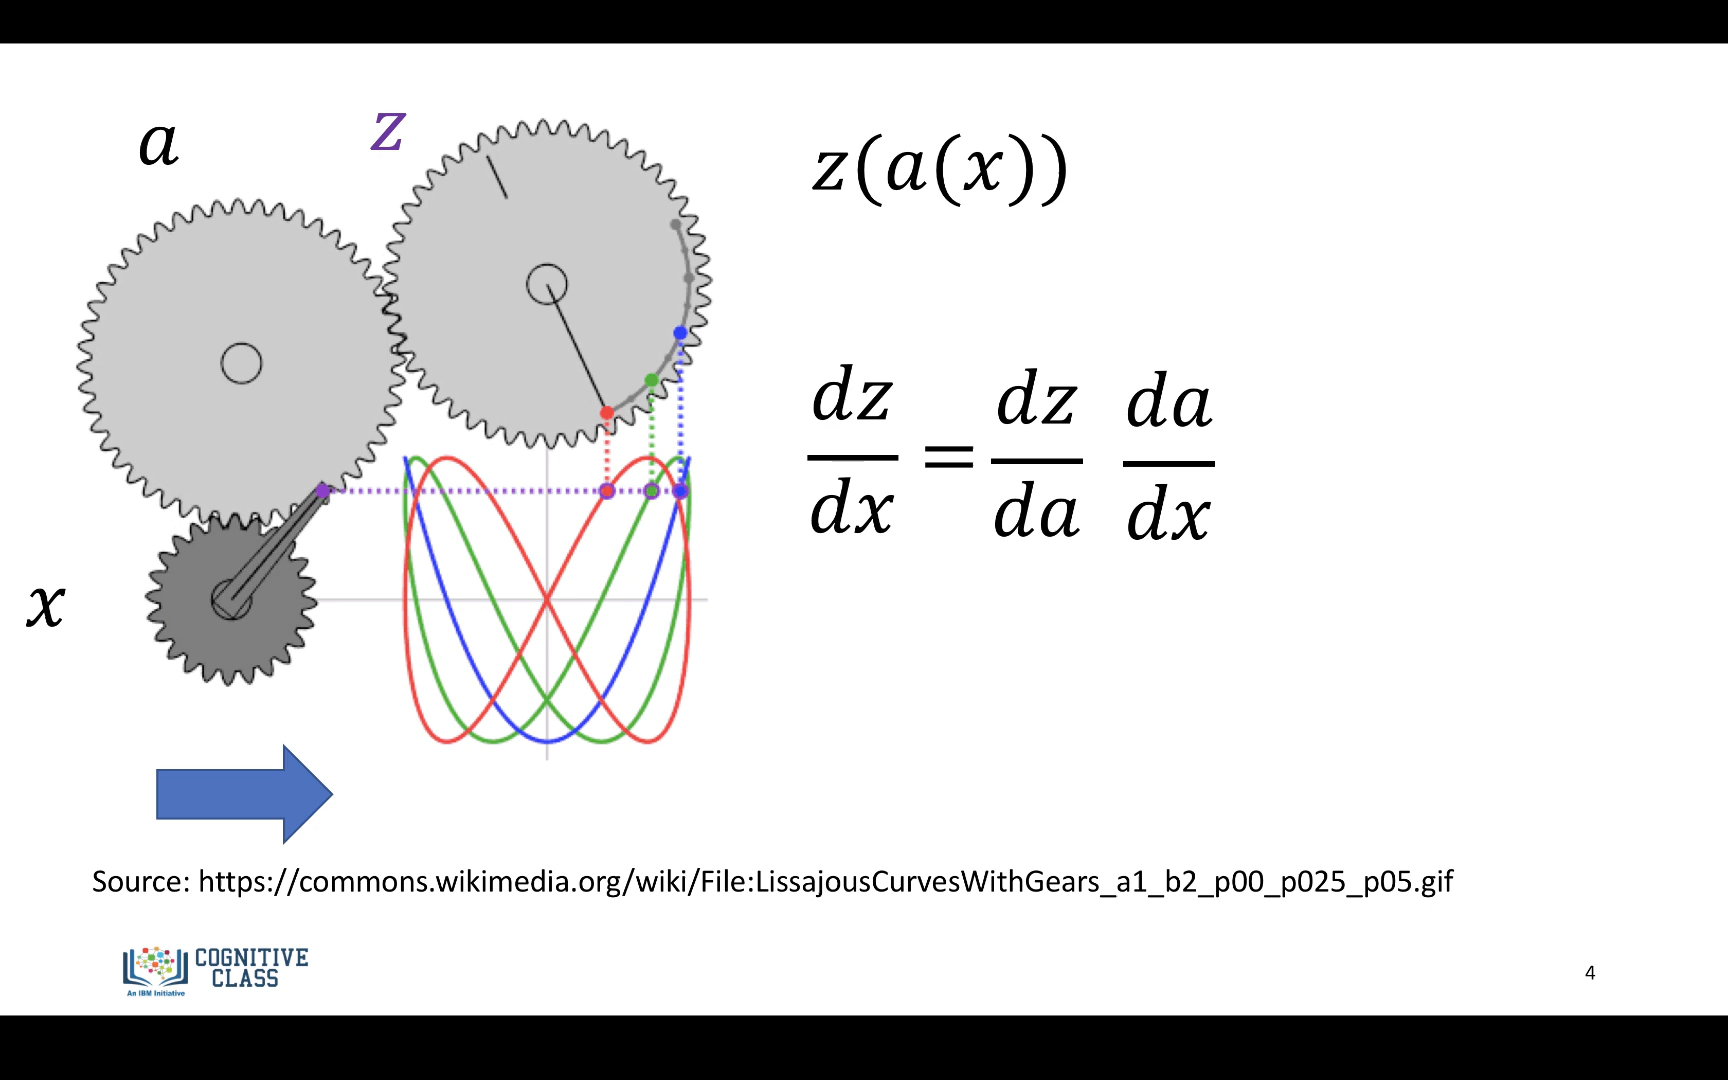 a
z
z(a(x))
dz/dx = dz/da da/dx
x
Source: https://commons.wikimedia.org/wiki/File:LissajousCurvesWithGears_a1_b2_p00_p025_p05.gif
COGNITIVE
CLASS
An IBM Initiative
4